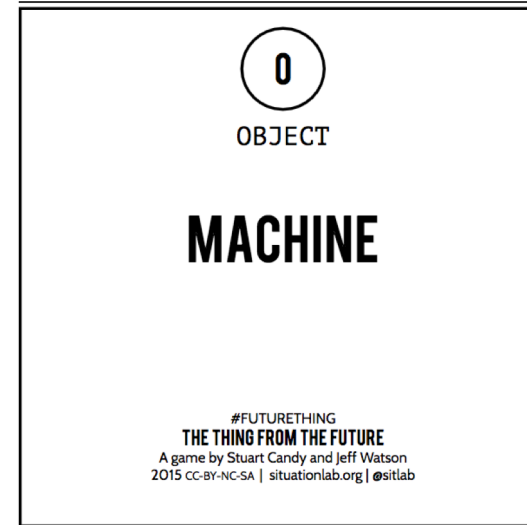 O
OBJECT
MACHINE
#FUTURETHING
THE THING FROM THE FUTURE
A game by Stuart Candy and Jeff Watson
2015 CC-BY-NC-SA | situationlab.org | @sitlab